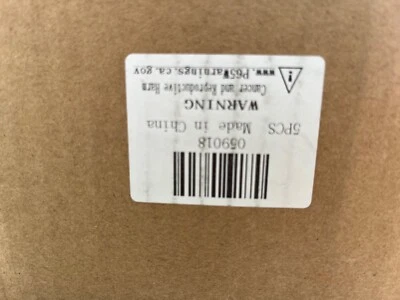 059018
5PCS Made in China
WARNING
Cancer and Reproductive Harm
www.P65Warnings.ca.gov